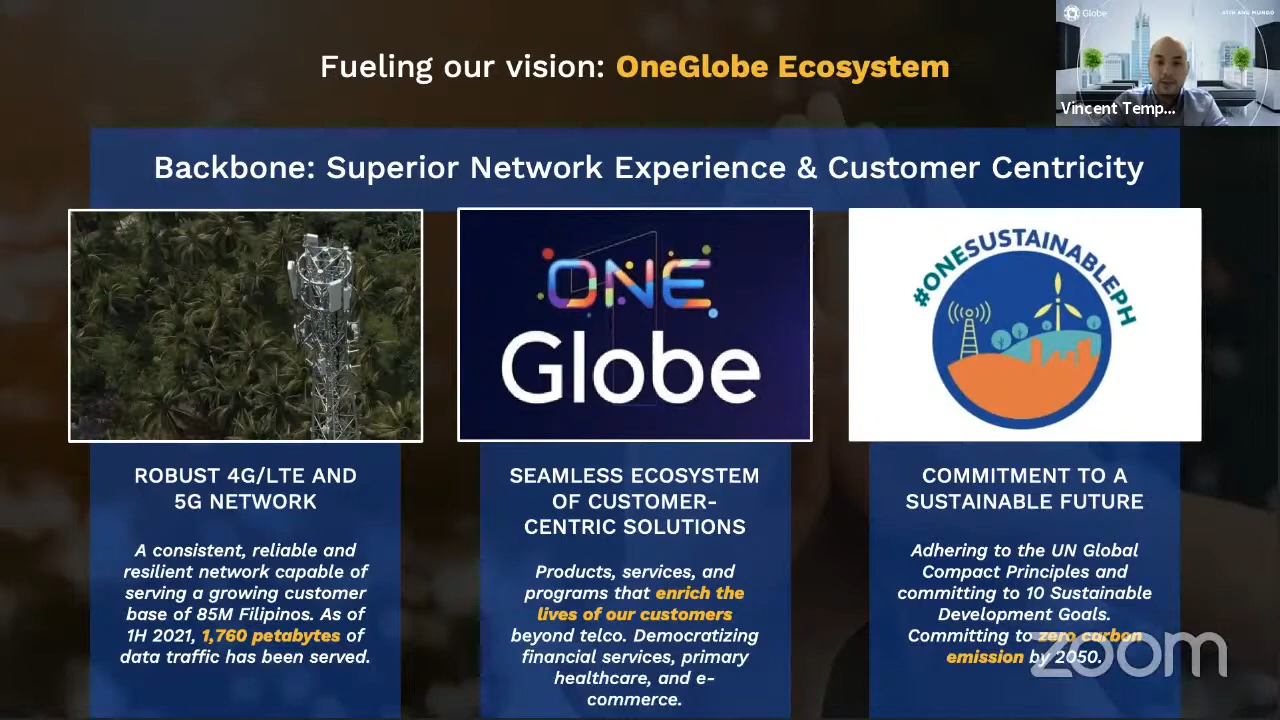 Fueling our vision: OneGlobe Ecosystem
Globe
Vincent Temp...
Backbone: Superior Network Experience & Customer Centricity
ONE
Globe
#ONESUSTAINABLEPH
ROBUST 4G/LTE AND
5G NETWORK
A consistent, reliable and
resilient network capable of
serving a growing customer
base of 85M Filipinos. As of
1H 2021, 1,760 petabytes of
data traffic has been served.
SEAMLESS ECOSYSTEM
OF CUSTOMER-
CENTRIC SOLUTIONS
Products, services, and
programs that enrich the
lives of our customers
beyond telco. Democratizing
financial services, primary
healthcare, and e-
commerce.
COMMITMENT TO A
SUSTAINABLE FUTURE
Adhering to the UN Global
Compact Principles and
committing to 10 Sustainable
Development Goals.
Committing to zero carbon
emission by 2050.
zoom